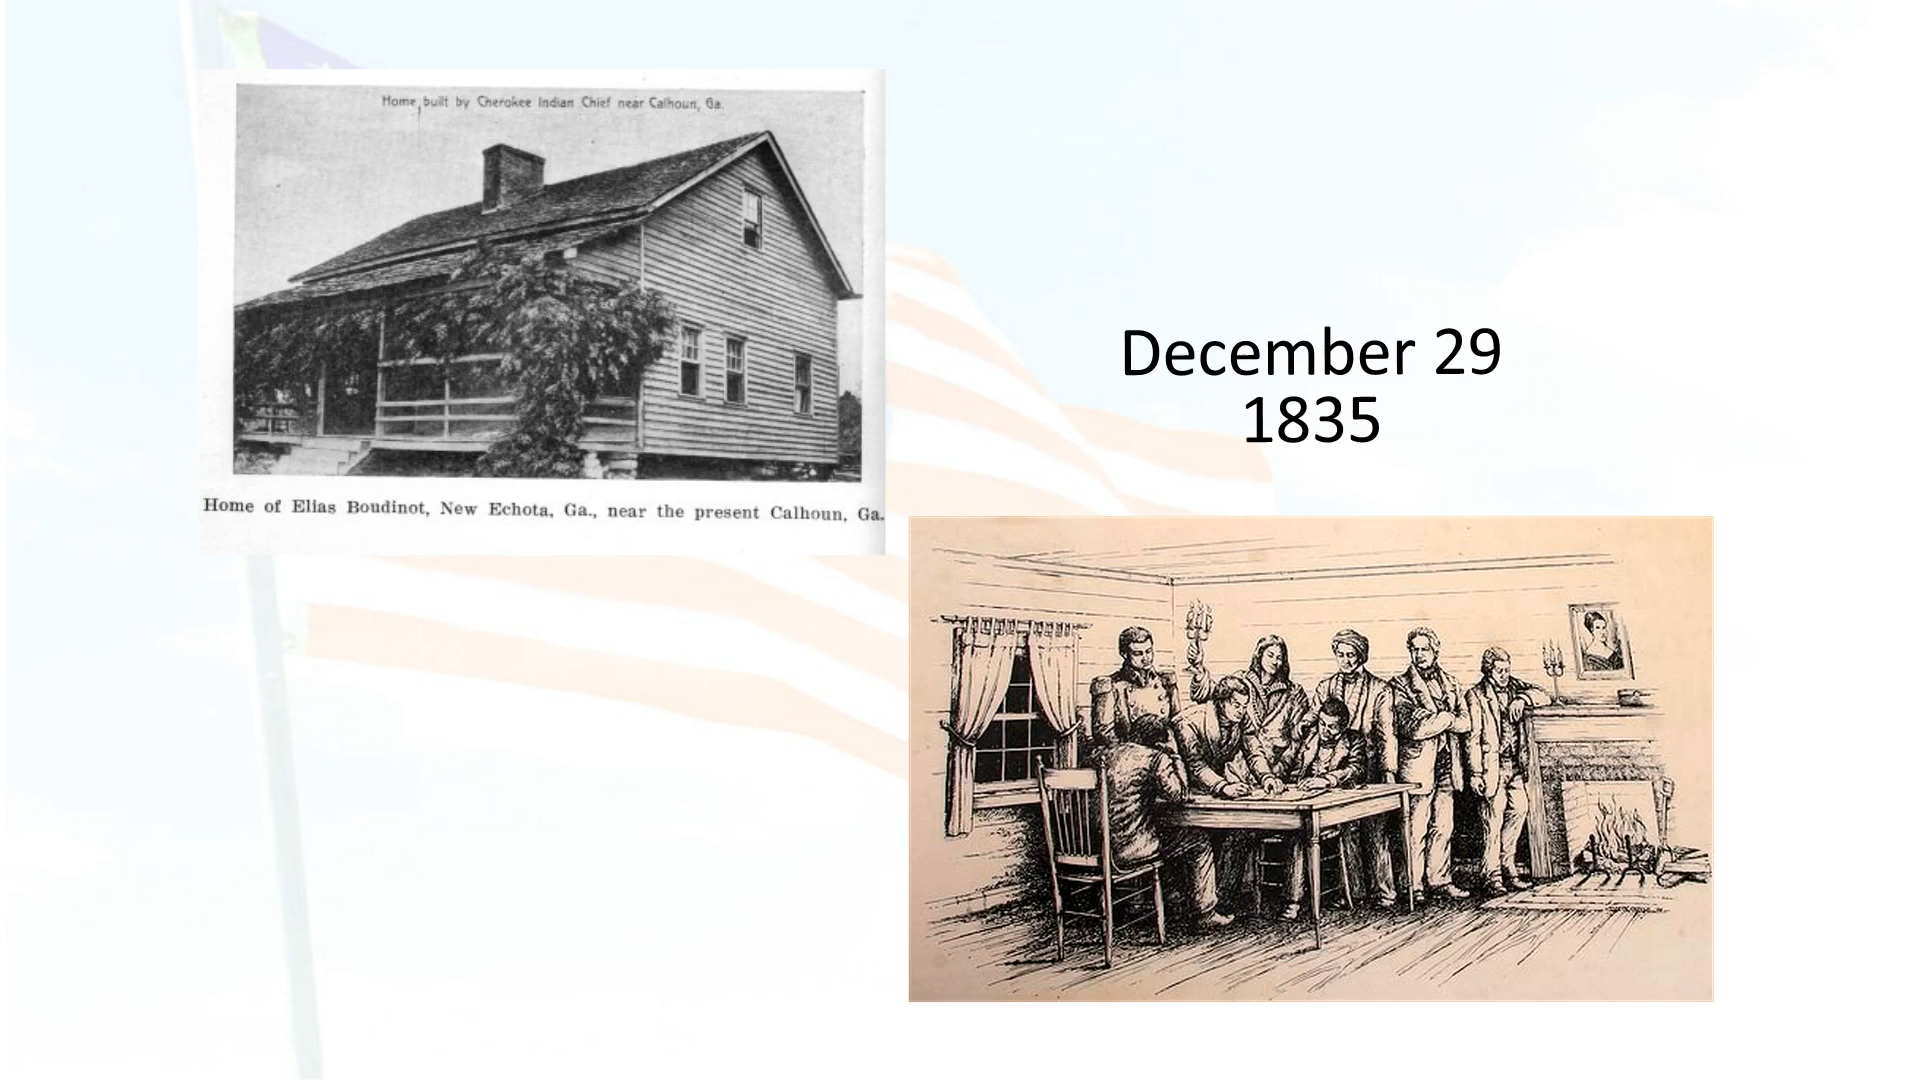 Home built by Cherokee Indian Chief near Calhoun, Ga.
Home of Elias Boudinot, New Echota, Ga., near the present Calhoun, Ga.
December 29
1835